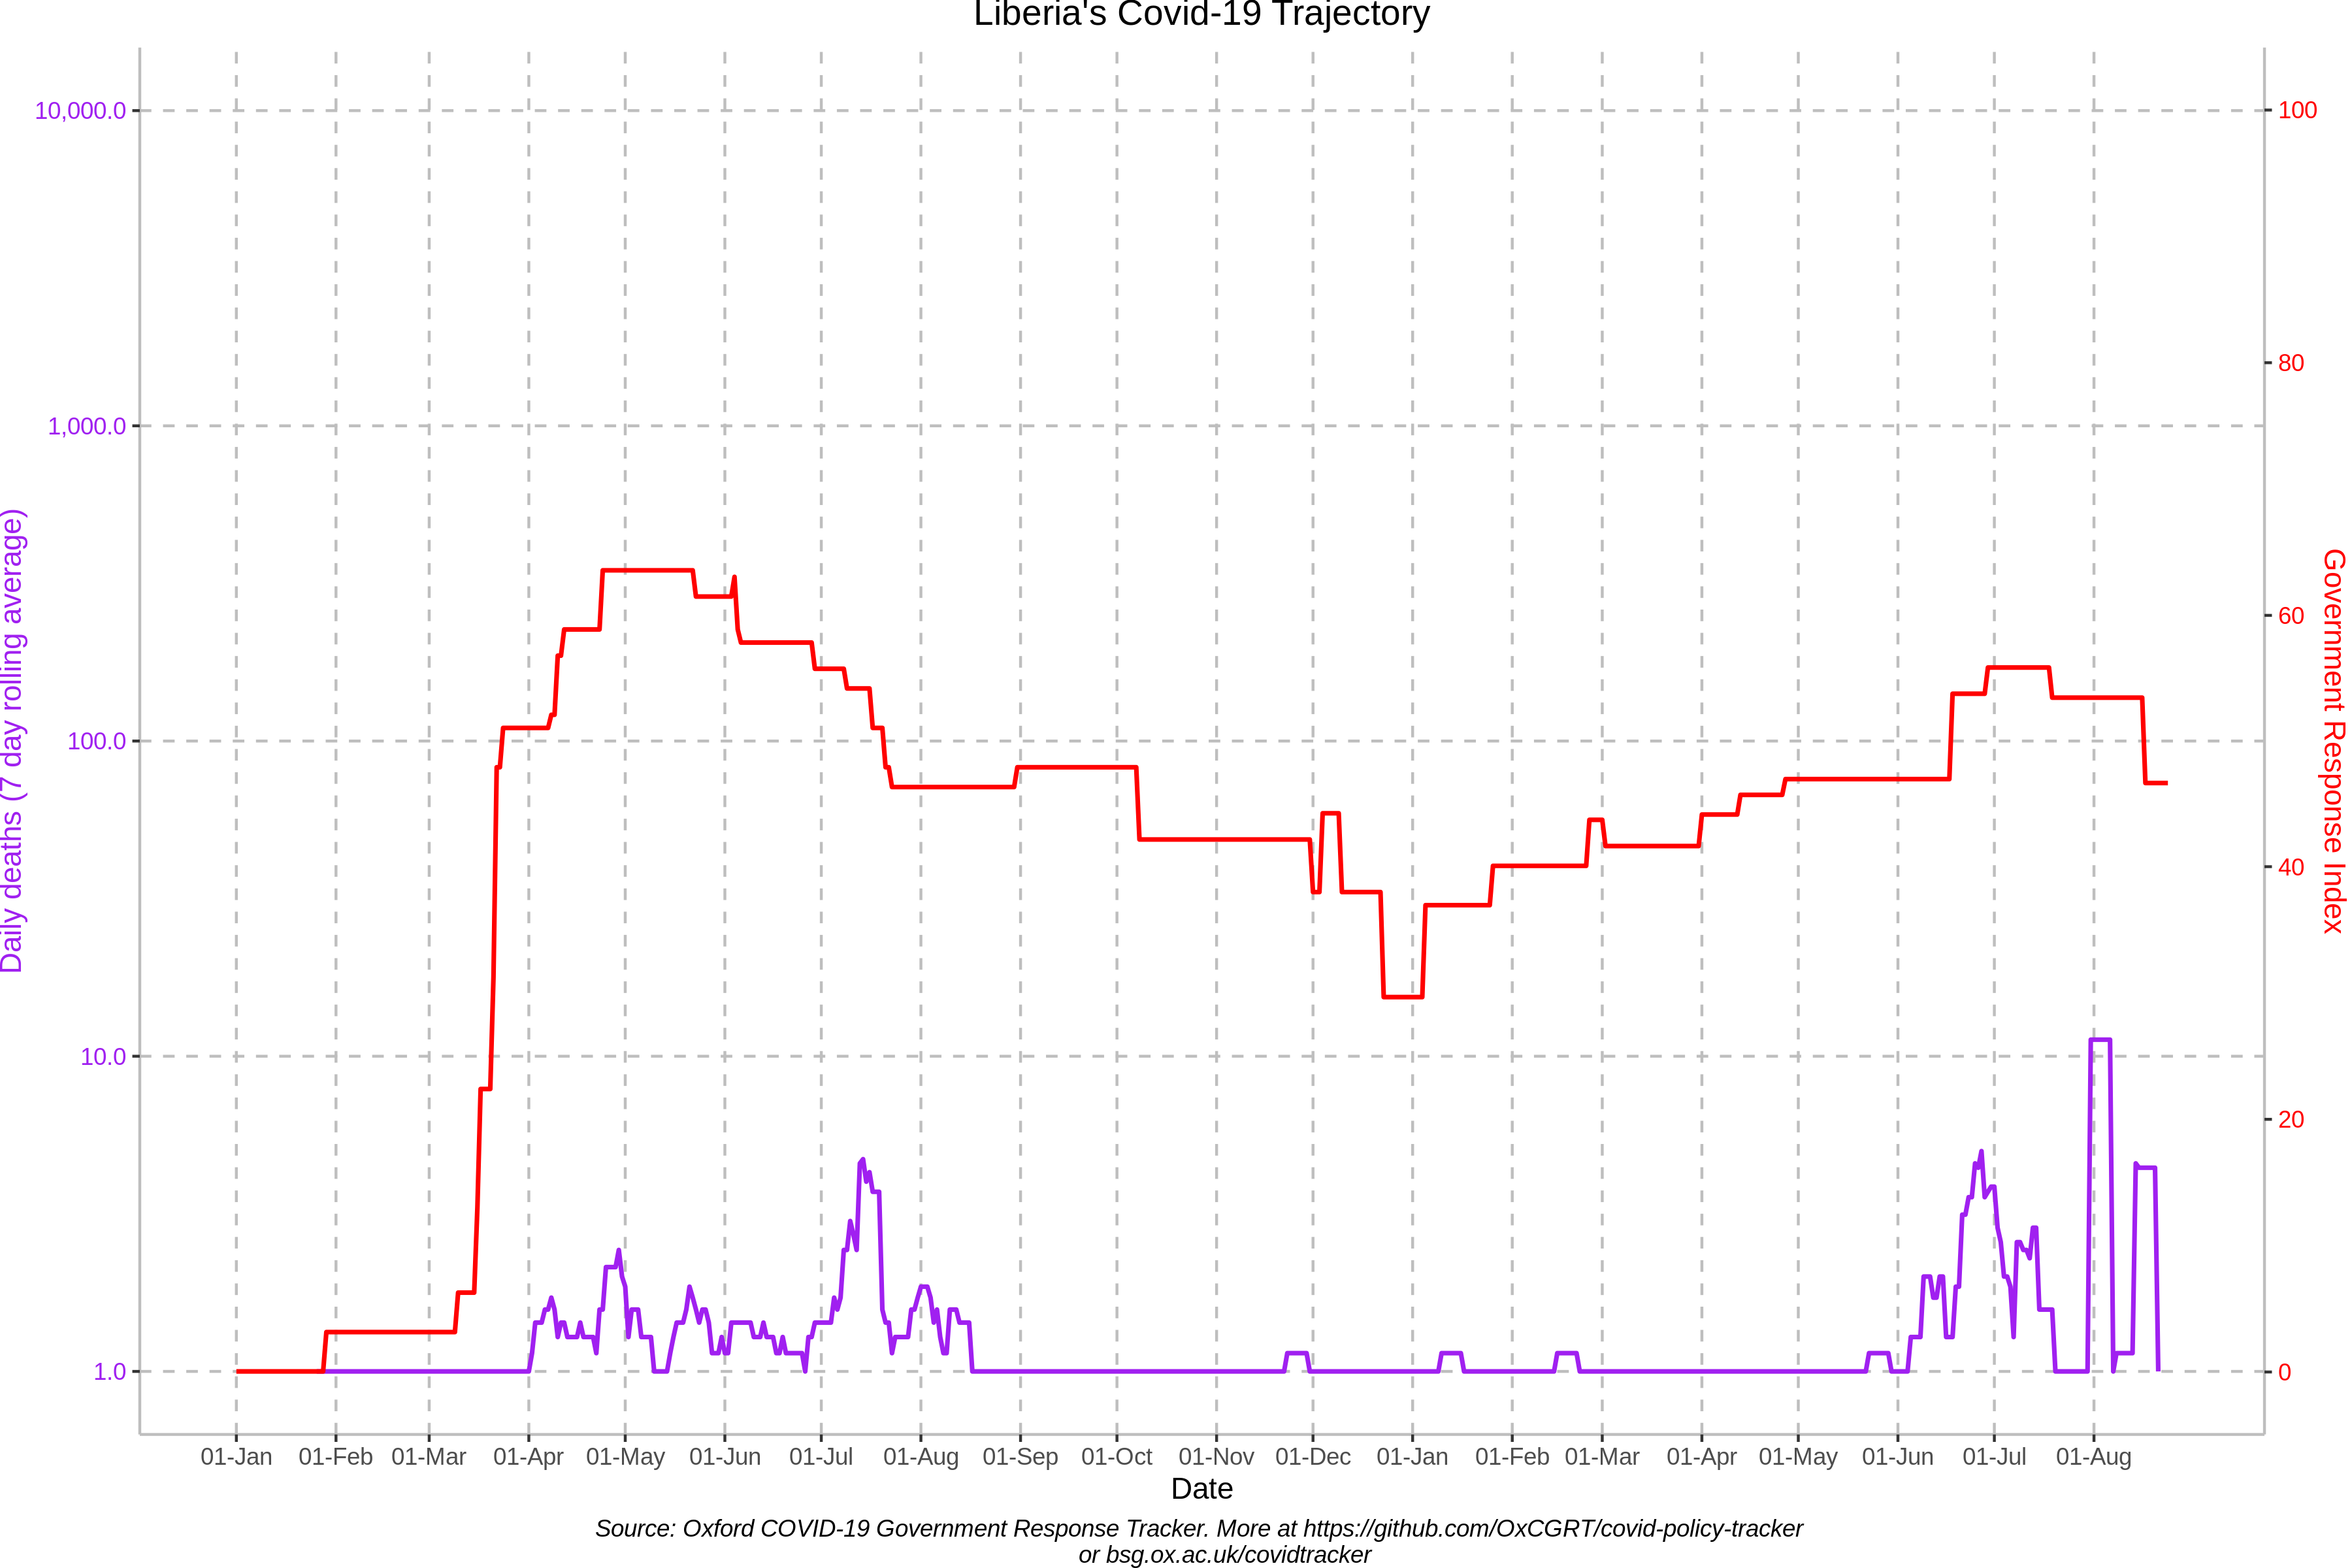 Liberia's Covid-19 Trajectory
10,000.0
1,000.0
100.0
10.0
1.0
Daily deaths (7 day rolling average)
100
80
60
40
20
0
Government Response Index
01-Jan 01-Feb 01-Mar 01-Apr 01-May 01-Jun 01-Jul 01-Aug 01-Sep 01-Oct 01-Nov 01-Dec 01-Jan 01-Feb 01-Mar 01-Apr 01-May 01-Jun 01-Jul 01-Aug
Date
Source: Oxford COVID-19 Government Response Tracker. More at https://github.com/OxCGRT/covid-policy-tracker
or bsg.ox.ac.uk/covidtracker